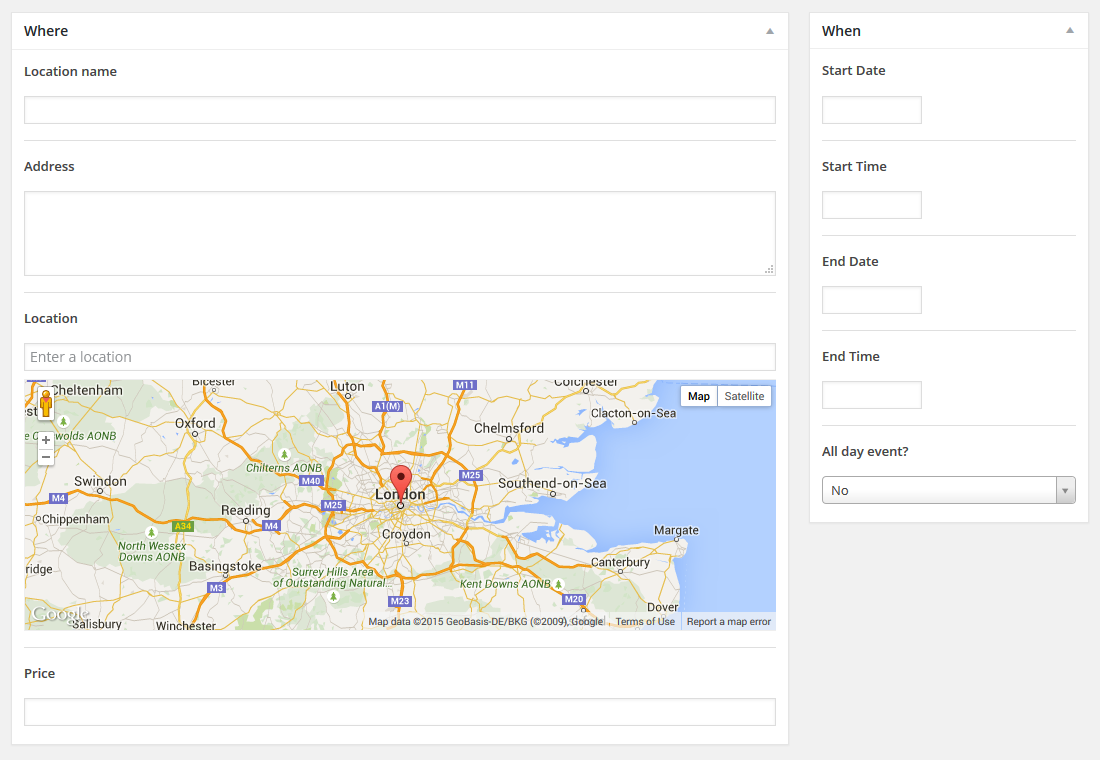 Where
Location name
Address
Location
Enter a location
Cheltenham
Bicester
Luton
M11
Colchester
Map
Satellite
A1(M)
Clacton-on-Sea
Oxford
Chelmsford
Chilterns AONB
M40
M25
Swindon
Southend-on-Sea
M4
London
M25
Reading
Chippenham
A34
M4
Croydon
Margate
North Wessex
Downs AONB
Basingstoke
Surrey Hills Area
of Outstanding Natural...
Kent Downs AONB
Canterbury
M3
M23
M20
Dover
Google
Salisbury
Winchester
Map data ©2015 GeoBasis-DE/BKG (©2009), Google
Terms of Use
Report a map error
Price
When
Start Date
Start Time
End Date
End Time
All day event?
No